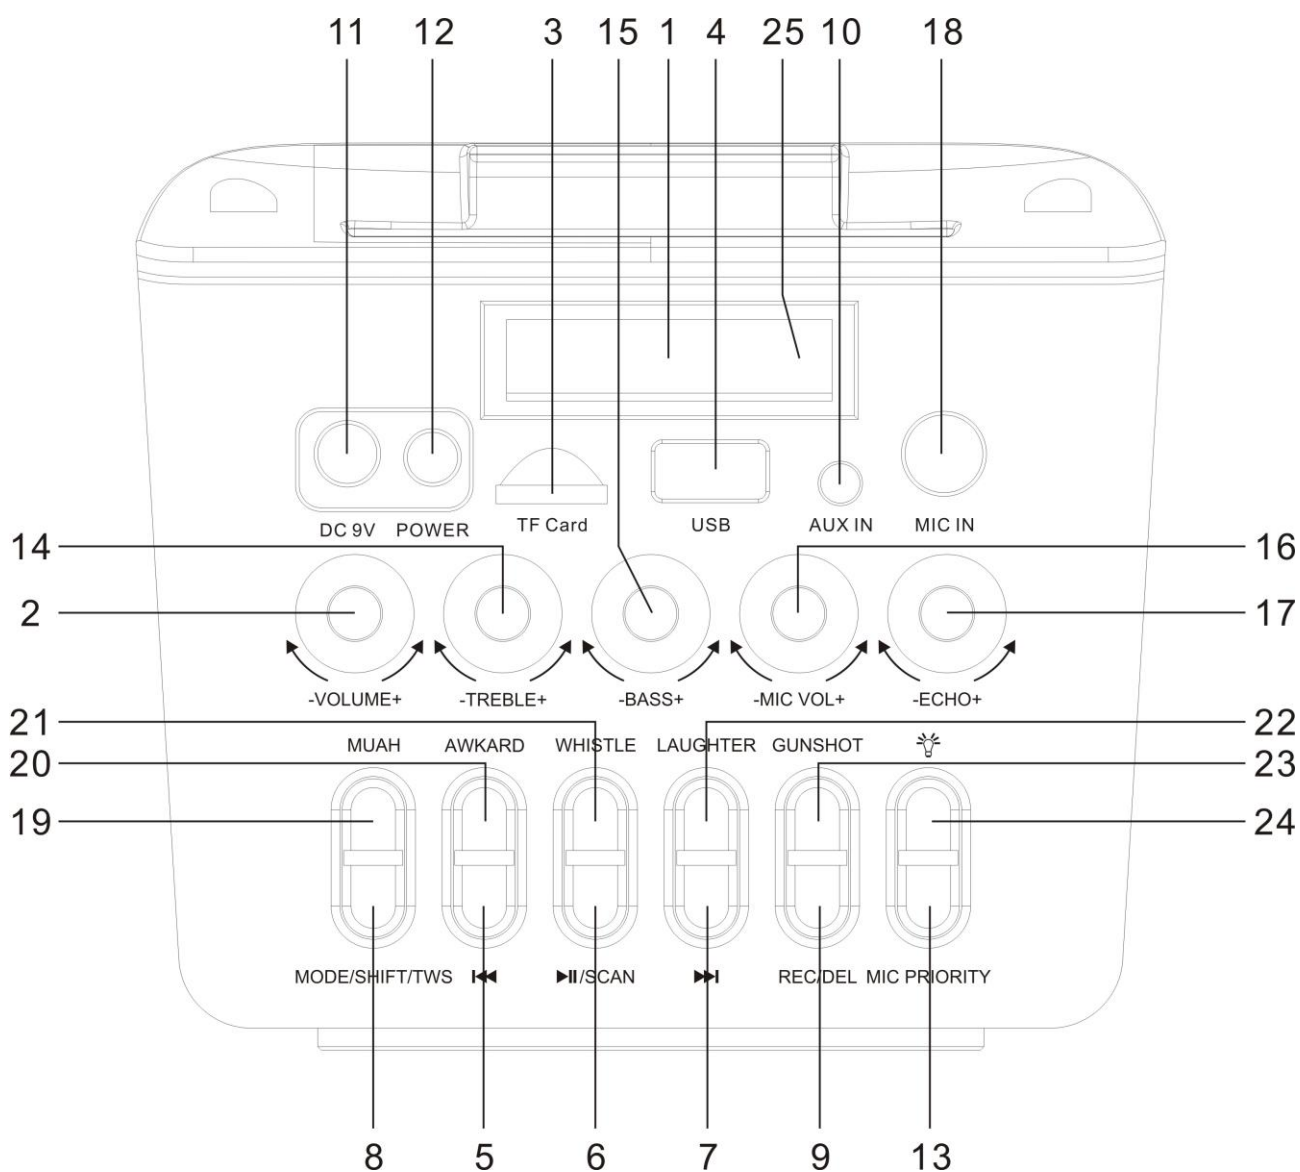 11 12 3 15 1 4 25 10 18
DC 9V POWER TF Card USB AUX IN MIC IN
14 16
2 17
-VOLUME+ -TREBLE+ -BASS+ -MIC VOL+ -ECHO+
21 22
MUAH AWKARD WHISTLE LAUGHTER GUNSHOT
20 23
19 24
MODE/SHIFT/TWS /SCAN REC/DEL MIC PRIORITY
8 5 6 7 9 13